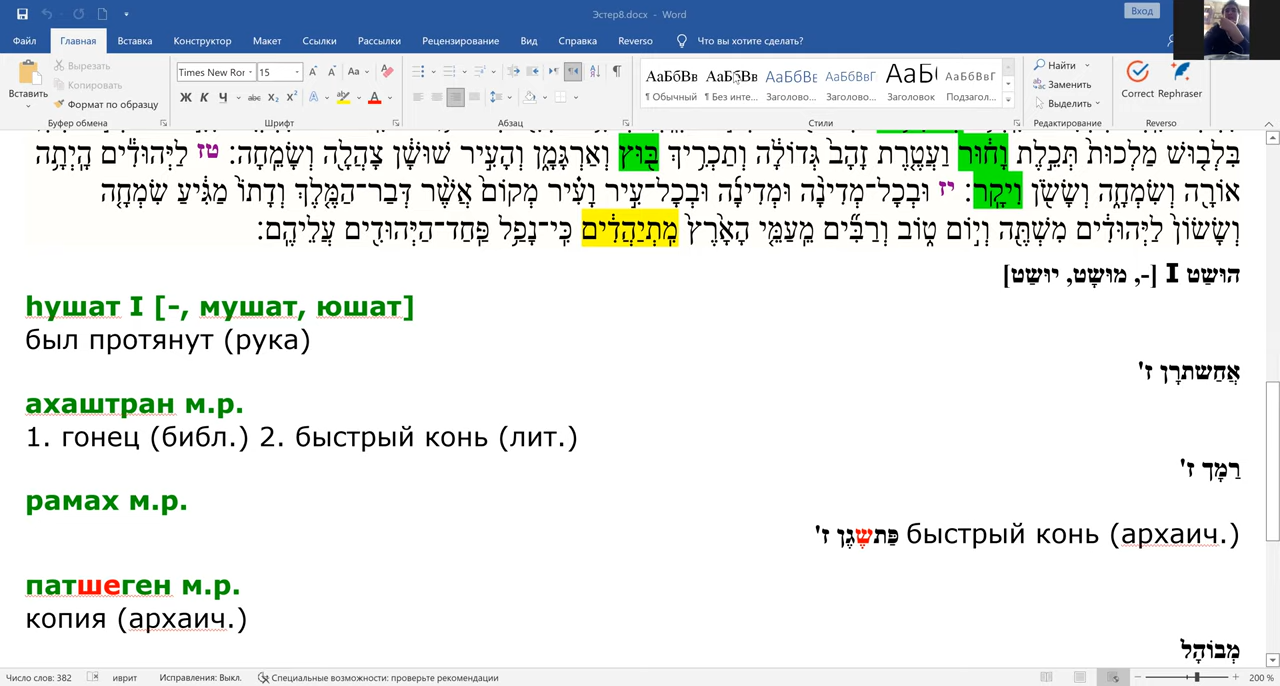 Эстер8.docx - Word
Вход
Файл Главная Вставка Конструктор Макет Ссылки Рассылки Рецензирование Вид Справка Reverso Что вы хотите сделать?
Вставить
Вырезать
Копировать
Формат по образцу
Буфер обмена
Times New Ror 15
Ж К Ч
Шрифт
Абзац
АаБбВв АаБбВв АаБбВв АаБбВвГ АаБб АаБбВвГ
¶ Обычный ¶ Без инте... Заголово... Заголово... Заголовок Подзагол...
Стили
Найти
Заменить
Выделить
Редактирование
Correct Rephraser
Reverso
בִּלְב֤וּשׁ מַלְכוּת֙ תְּכֵ֣לֶת וָח֔וּר וַעֲטֶ֤רֶת זָהָב֙ גְּדוֹלָ֔ה וְתַכְרִ֥יךְ בּ֖וּץ וְאַרְגָּמָ֑ן וְהָעִ֣יר שׁוּשָׁ֔ן צָהֲלָ֖ה וְשָׂמֵֽחָה: טז לַיְּהוּדִ֕ים הָֽיְתָ֥ה
אוֹרָ֖ה וְשִׂמְחָ֑ה וְשָׂשֹׂ֖ן וִיקָֽר: יז וּבְכָל־מְדִינָ֨ה וּמְדִינָ֜ה וּבְכָל־עִ֣יר וָעִ֗יר מְקוֹם֙ אֲשֶׁ֨ר דְּבַר־הַמֶּ֤לֶךְ וְדָתוֹ֙ מַגִּ֔יעַ שִׂמְחָ֤ה
וְשָׂשׂוֹן֙ לַיְּהוּדִ֔ים מִשְׁתֶּ֖ה וְי֣וֹם ט֑וֹב וְרַבִּ֞ים מֵֽעַמֵּ֤י הָאָ֙רֶץ֙ מִֽתְיַהֲדִ֔ים כִּֽי־נָפַ֥ל פַּֽחַד־הַיְּהוּדִ֖ים עֲלֵיהֶֽם:
הוּשַׁט I [-, מוּשָׁט, יוּשַׁט]
hушат I [-, мушат, юшат]
был протянут (рука)
אֲחַשתרָן ז'
ахаштран м.р.
1. гонец (библ.) 2. быстрый конь (лит.)
רַמָך ז'
рамах м.р.
быстрый конь (архаич.) פַּתשֶגֶן ז'
патшеген м.р.
копия (архаич.)
מְבוֹהָל
Число слов: 382 иврит Исправления: Выкл. Специальные возможности: проверьте рекомендации 200 %